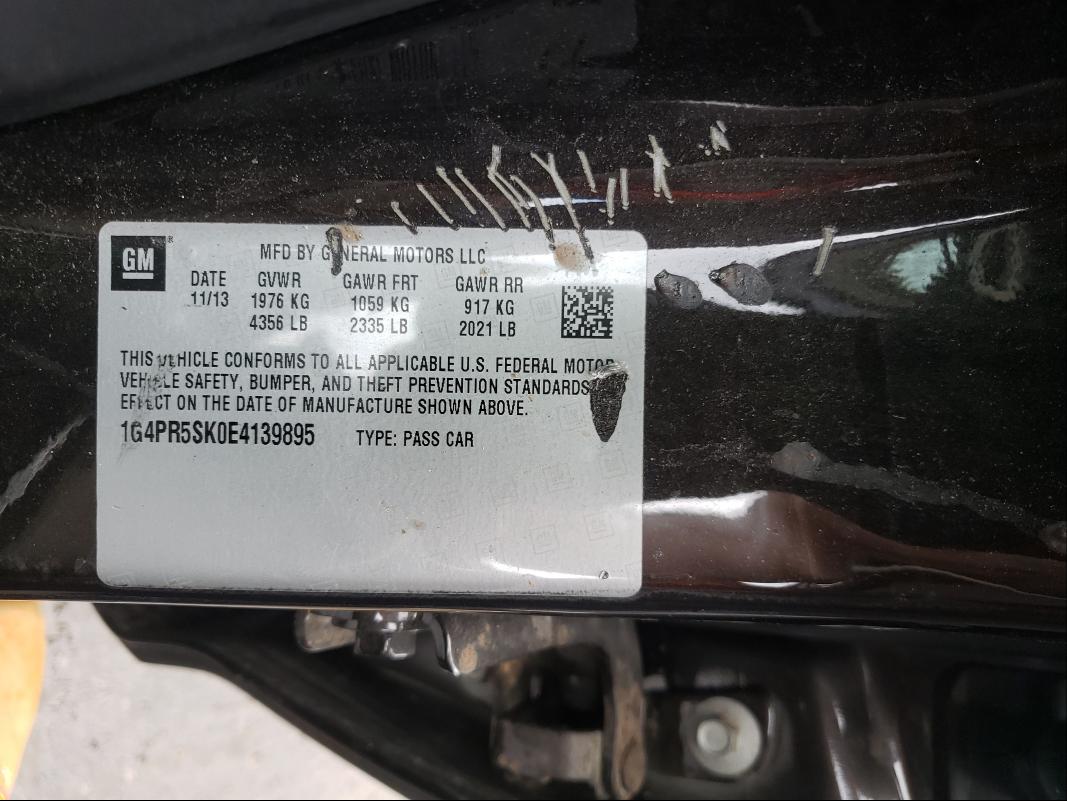 GM
MFD BY GENERAL MOTORS LLC
DATE GVWR GAWR FRT GAWR RR
11/13 1976 KG 1059 KG 917 KG
4356 LB 2335 LB 2021 LB
THIS VEHICLE CONFORMS TO ALL APPLICABLE U.S. FEDERAL MOTOR
VEHICLE SAFETY, BUMPER, AND THEFT PREVENTION STANDARDS
EFFECT ON THE DATE OF MANUFACTURE SHOWN ABOVE.
1G4PR5SK0E4139895 TYPE: PASS CAR